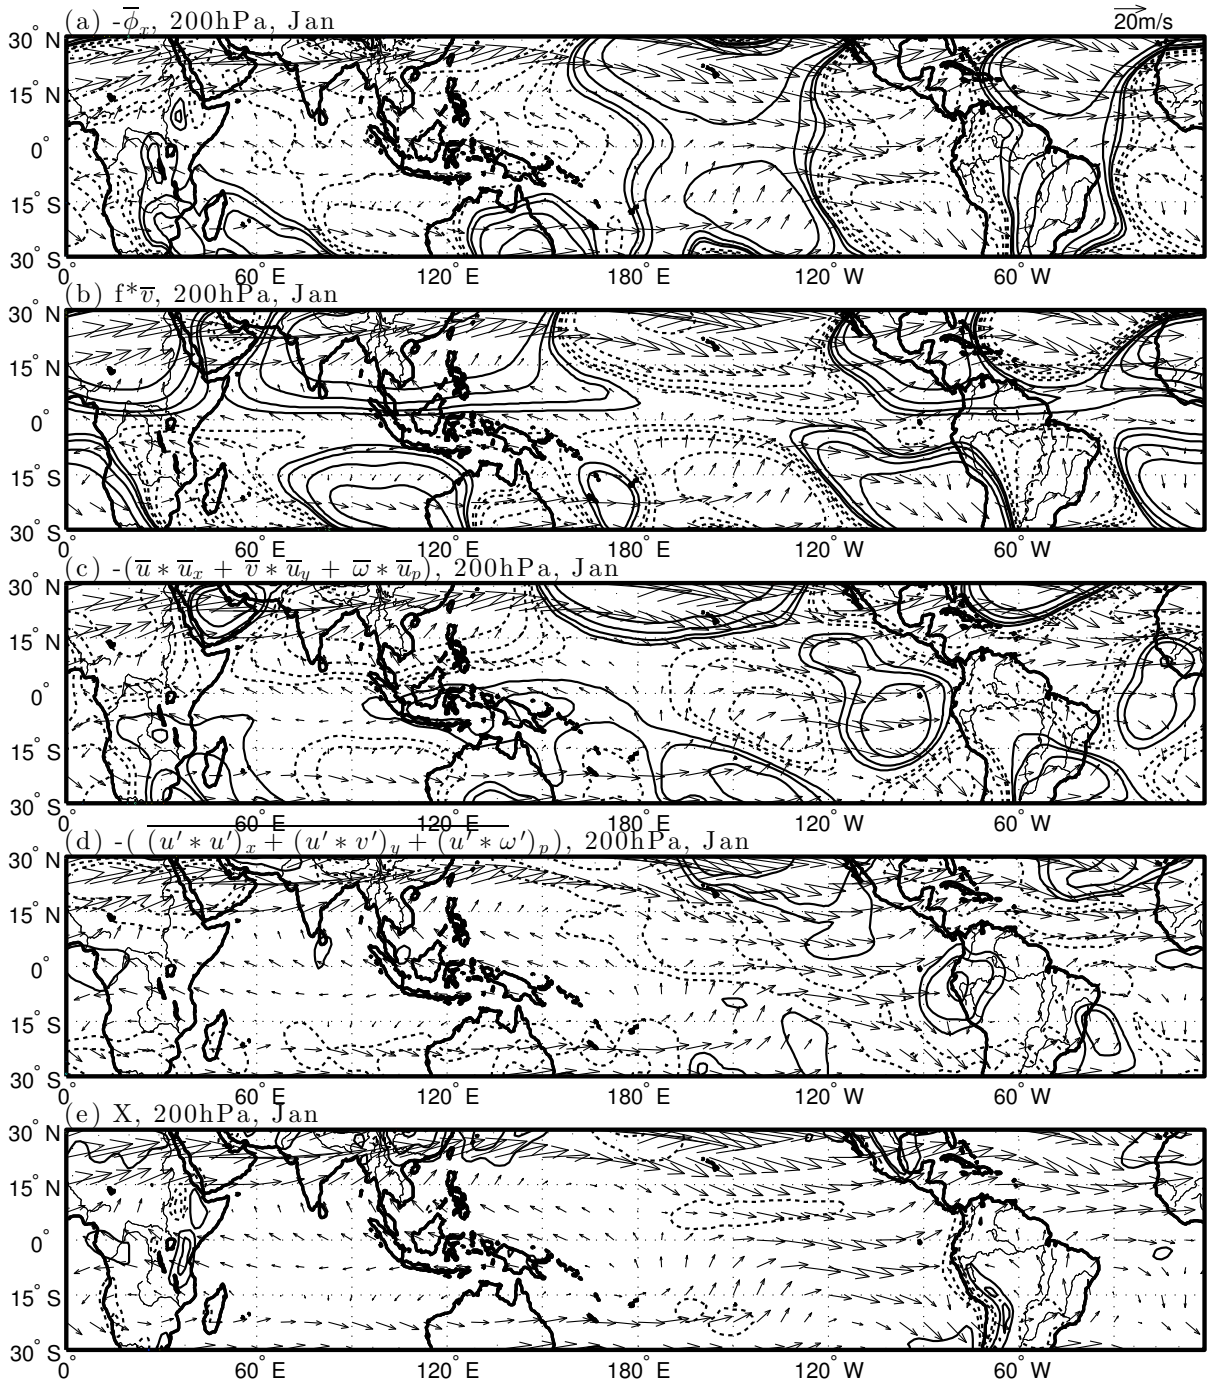 (a) -ϕ̅ₓ, 200hPa, Jan
20m/s
30° N
15° N
0°
15° S
30° S
0° 60° E 120° E 180° E 120° W 60° W
(b) f*v̅, 200hPa, Jan
30° N
15° N
0°
15° S
30° S
0° 60° E 120° E 180° E 120° W 60° W
(c) -(u̅ * u̅ₓ + v̅ * u̅_y + ω̅ * u̅_p), 200hPa, Jan
30° N
15° N
0°
15° S
30° S
0° 60° E 120° E 180° E 120° W 60° W
(d) -( \overline{(u′ * u′)ₓ + (u′ * v′)_y + (u′ * ω′)_p} ), 200hPa, Jan
30° N
15° N
0°
15° S
30° S
0° 60° E 120° E 180° E 120° W 60° W
(e) X, 200hPa, Jan
30° N
15° N
0°
15° S
30° S
0° 60° E 120° E 180° E 120° W 60° W